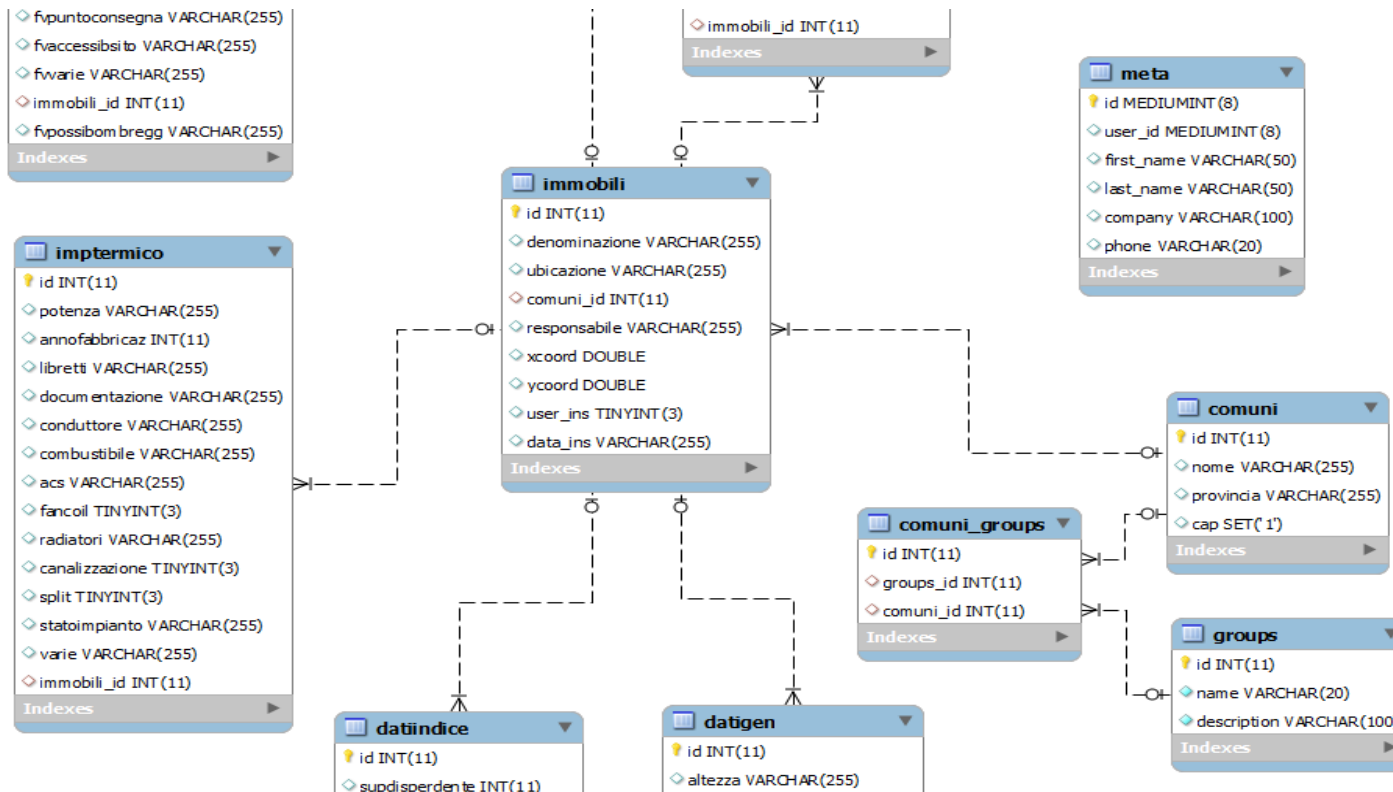 fvpuntoconsegna VARCHAR(255)
fvaccessibsito VARCHAR(255)
fvvarie VARCHAR(255)
immobili_id INT(11)
fvpossibombregg VARCHAR(255)
Indexes
immobili_id INT(11)
Indexes
meta
id MEDIUMINT(8)
user_id MEDIUMINT(8)
first_name VARCHAR(50)
last_name VARCHAR(50)
company VARCHAR(100)
phone VARCHAR(20)
Indexes
immobili
id INT(11)
denominazione VARCHAR(255)
ubicazione VARCHAR(255)
comuni_id INT(11)
responsabile VARCHAR(255)
xcoord DOUBLE
ycoord DOUBLE
user_ins TINYINT(3)
data_ins VARCHAR(255)
Indexes
imptermico
id INT(11)
potenza VARCHAR(255)
annofabbricaz INT(11)
libretti VARCHAR(255)
documentazione VARCHAR(255)
conduttore VARCHAR(255)
combustibile VARCHAR(255)
acs VARCHAR(255)
fancoil TINYINT(3)
radiatori VARCHAR(255)
canalizzazione TINYINT(3)
split TINYINT(3)
statoimpianto VARCHAR(255)
varie VARCHAR(255)
immobili_id INT(11)
Indexes
comuni
id INT(11)
nome VARCHAR(255)
provincia VARCHAR(255)
cap SET('1')
Indexes
comuni_groups
id INT(11)
groups_id INT(11)
comuni_id INT(11)
Indexes
groups
id INT(11)
name VARCHAR(20)
description VARCHAR(100
Indexes
datiindice
id INT(11)
supdisperdente INT(11)
datigen
id INT(11)
altezza VARCHAR(255)